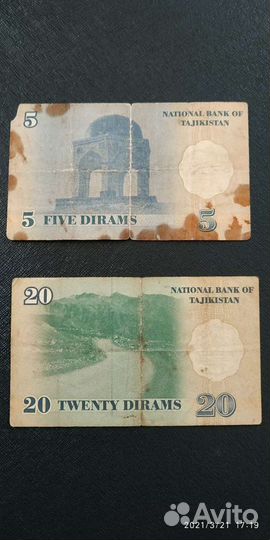 5
NATIONAL BANK OF
TAJIKISTAN
5 FIVE DIRAMS 5
20
NATIONAL BANK OF
TAJIKISTAN
20 TWENTY DIRAMS 20
Avito
2021/3/21 17:19